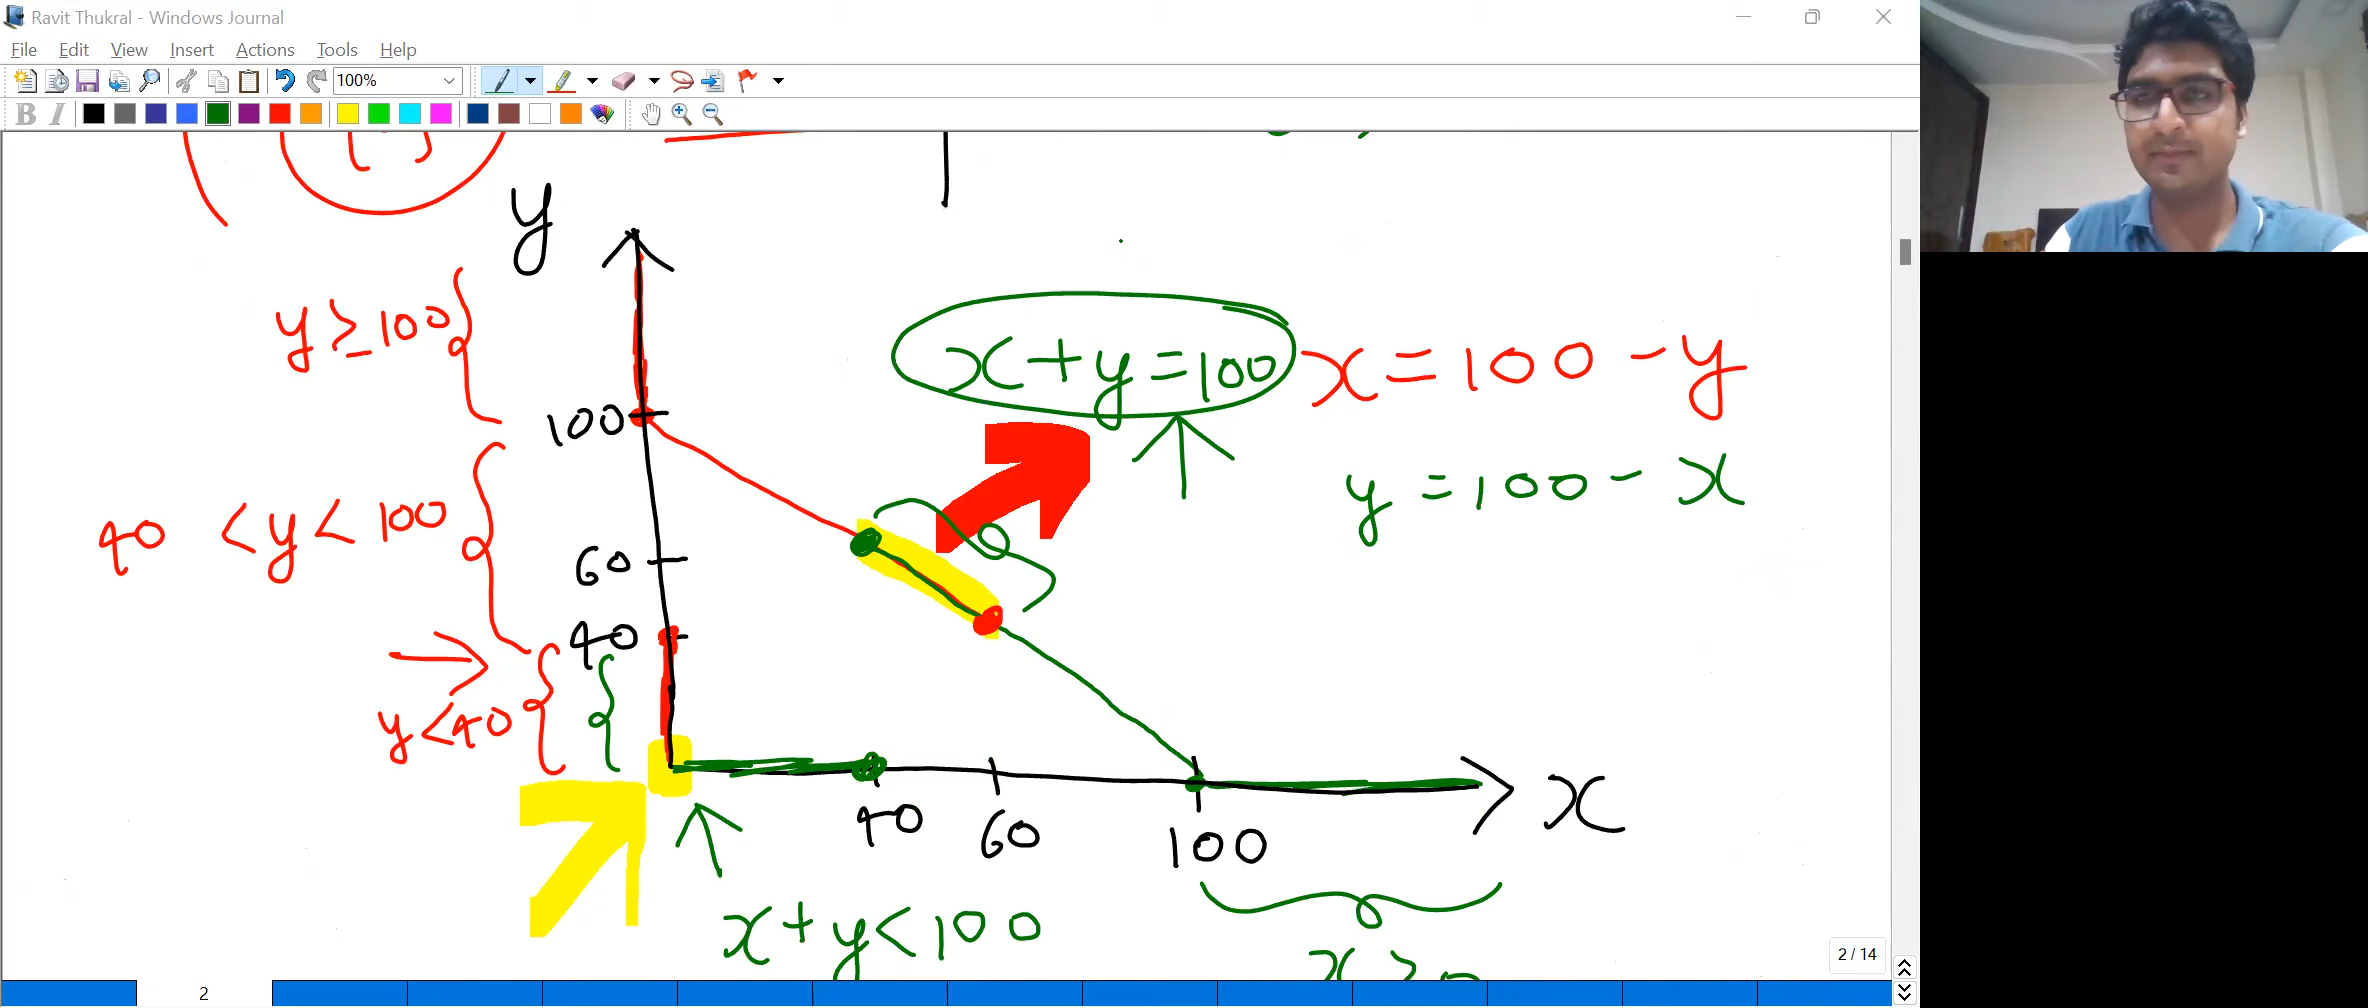 Ravit Thukral - Windows Journal
File Edit View Insert Actions Tools Help
100%
B I
y
y ≥ 100
x + y = 100 x = 100 - y
100
y = 100 - x
40 < y < 100
60
40
y < 40
40 60 100 x
x + y < 100
x ≥
2 / 14
2